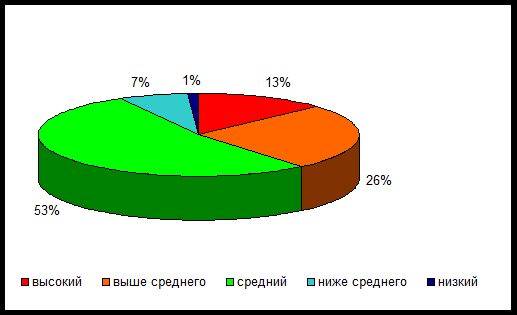 7% 1% 13%
26%
53%
высокий выше среднего средний ниже среднего низкий